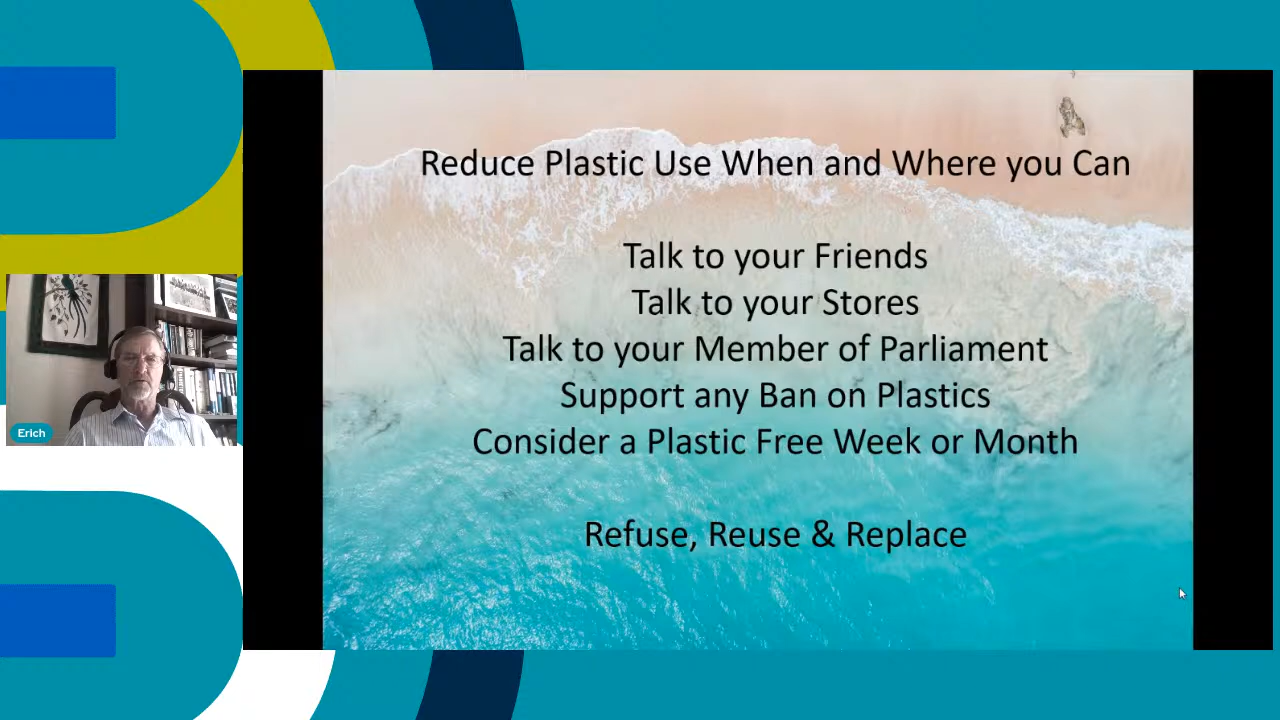 Reduce Plastic Use When and Where you Can
Talk to your Friends
Talk to your Stores
Talk to your Member of Parliament
Support any Ban on Plastics
Consider a Plastic Free Week or Month
Refuse, Reuse & Replace
Erich